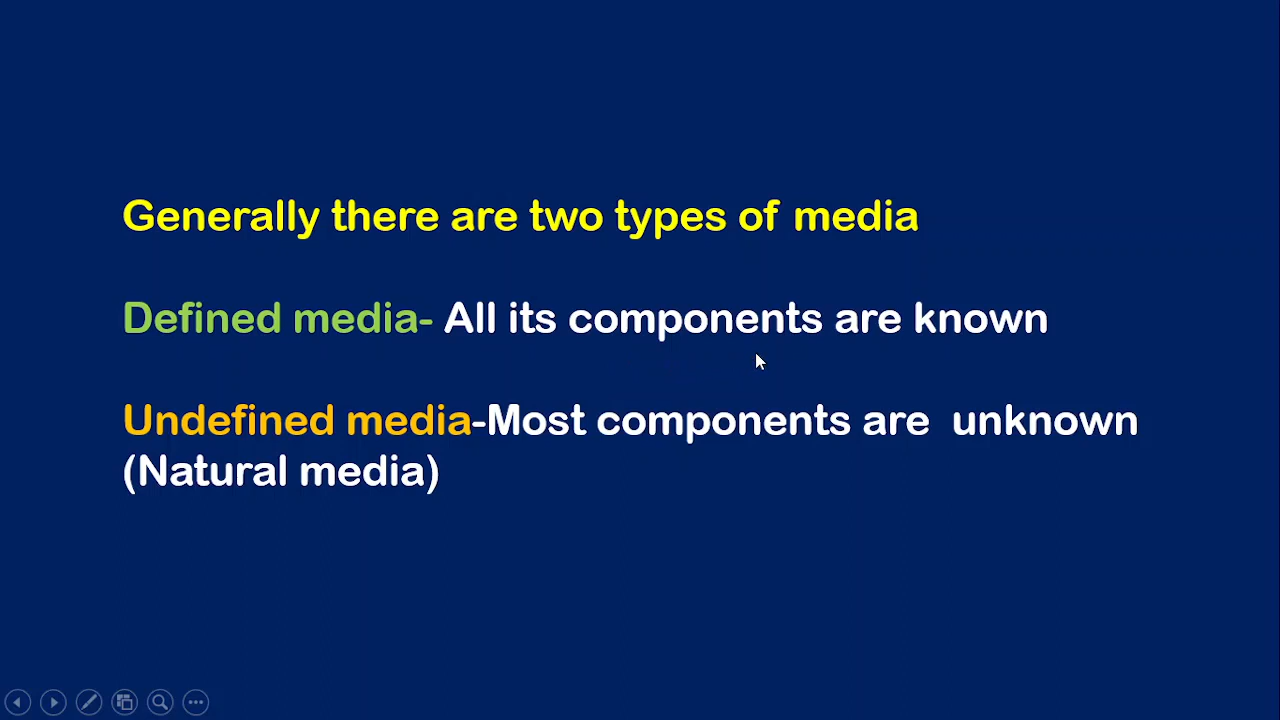 Generally there are two types of media
Defined media- All its components are known
Undefined media-Most components are  unknown
(Natural media)